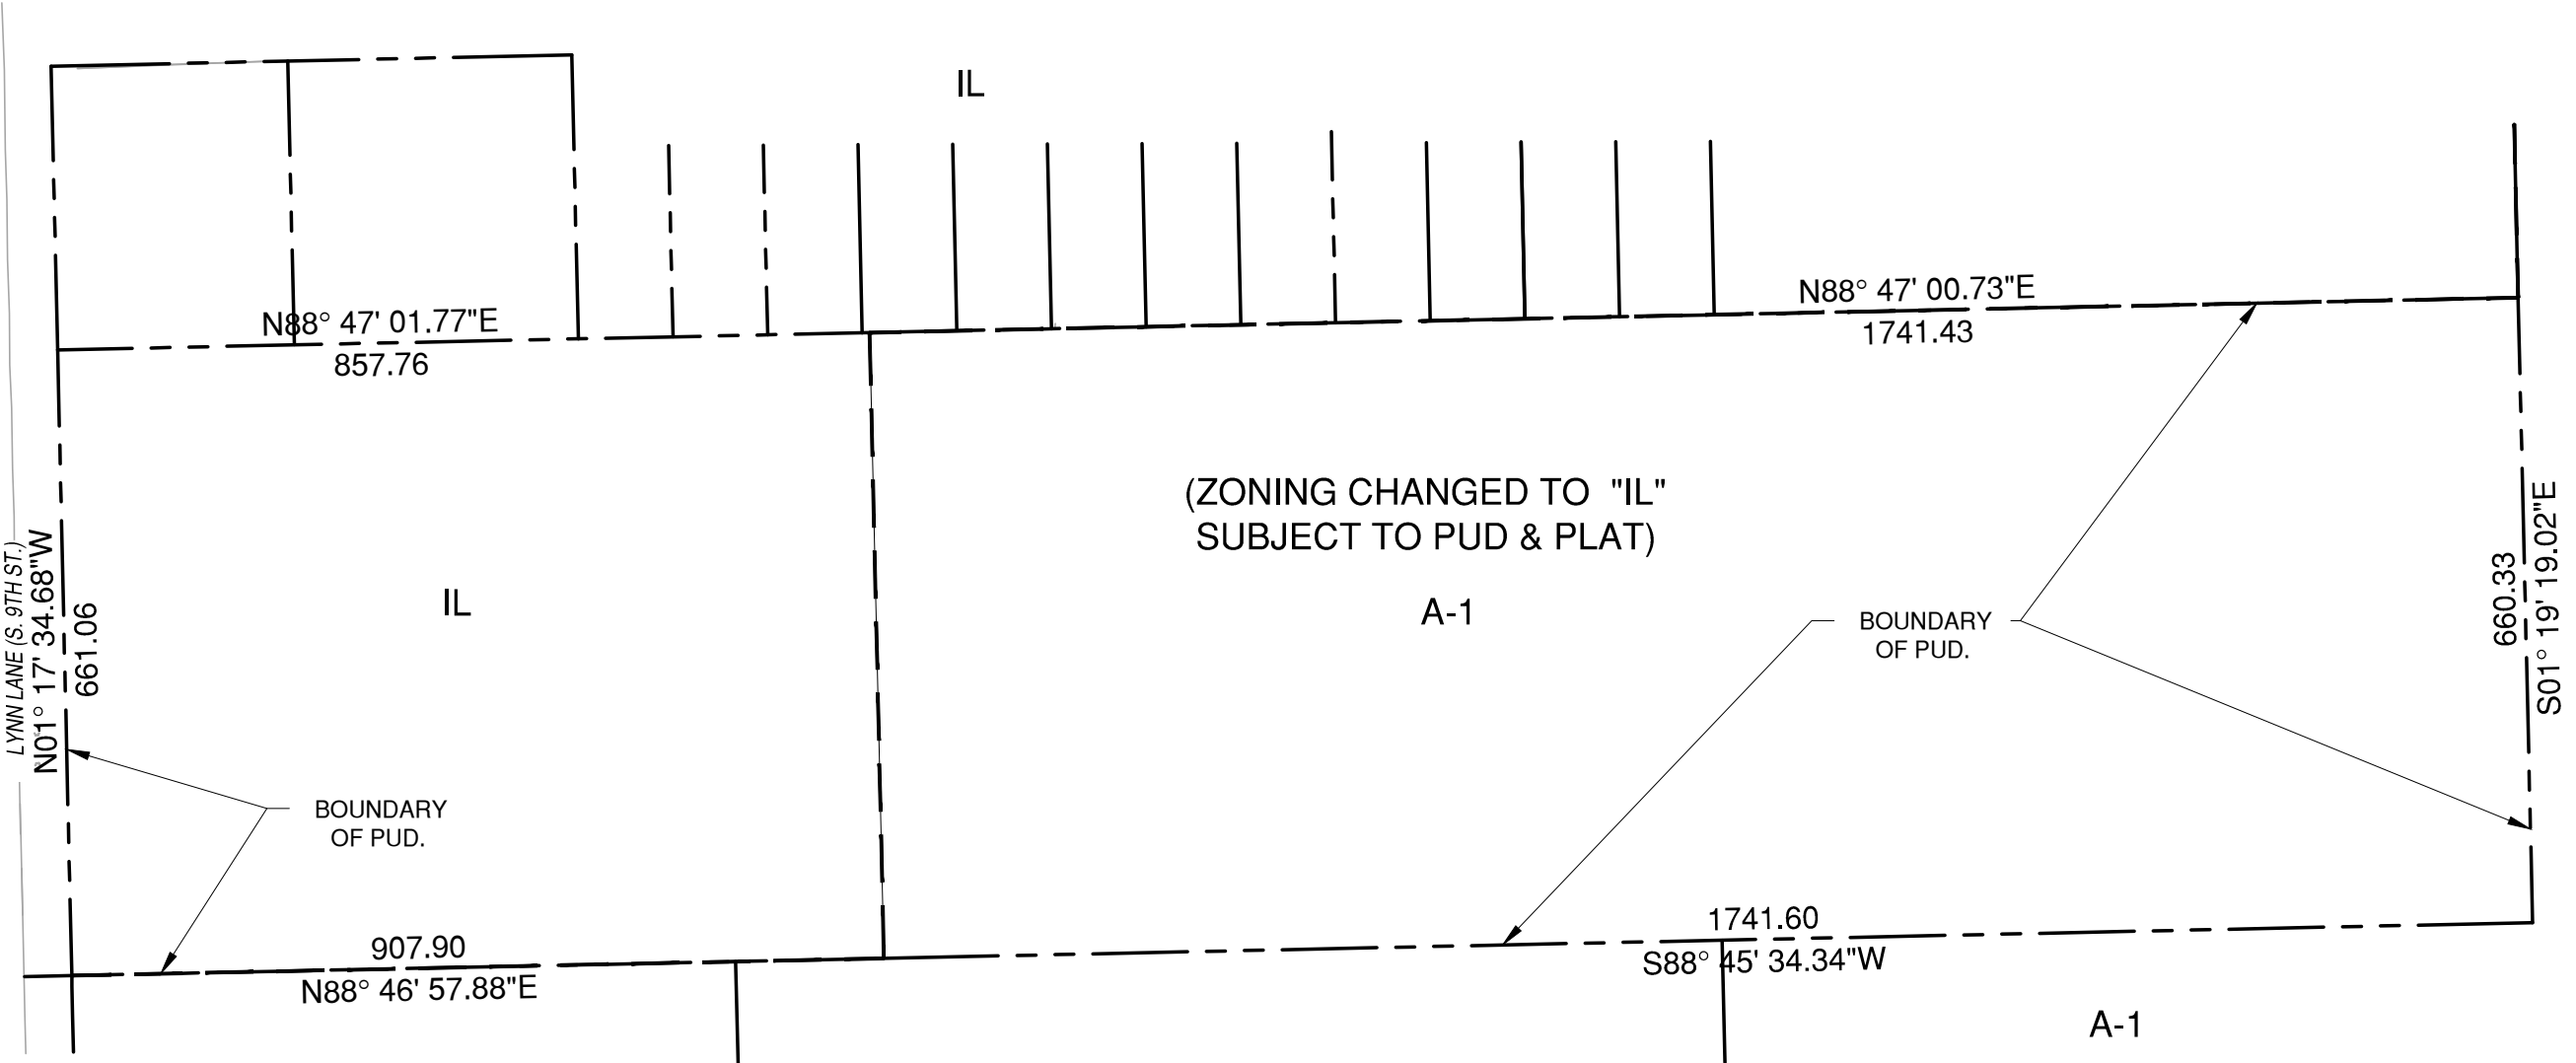 IL
N88° 47' 01.77"E
857.76
N88° 47' 00.73"E
1741.43
(ZONING CHANGED TO "IL"
SUBJECT TO PUD & PLAT)
A-1
IL
LYNN LANE (S. 9TH ST.)
N01° 17' 34.68"W
661.06
BOUNDARY
OF PUD.
660.33
S01° 19' 19.02"E
BOUNDARY
OF PUD.
907.90
N88° 46' 57.88"E
1741.60
S88° 45' 34.34"W
A-1